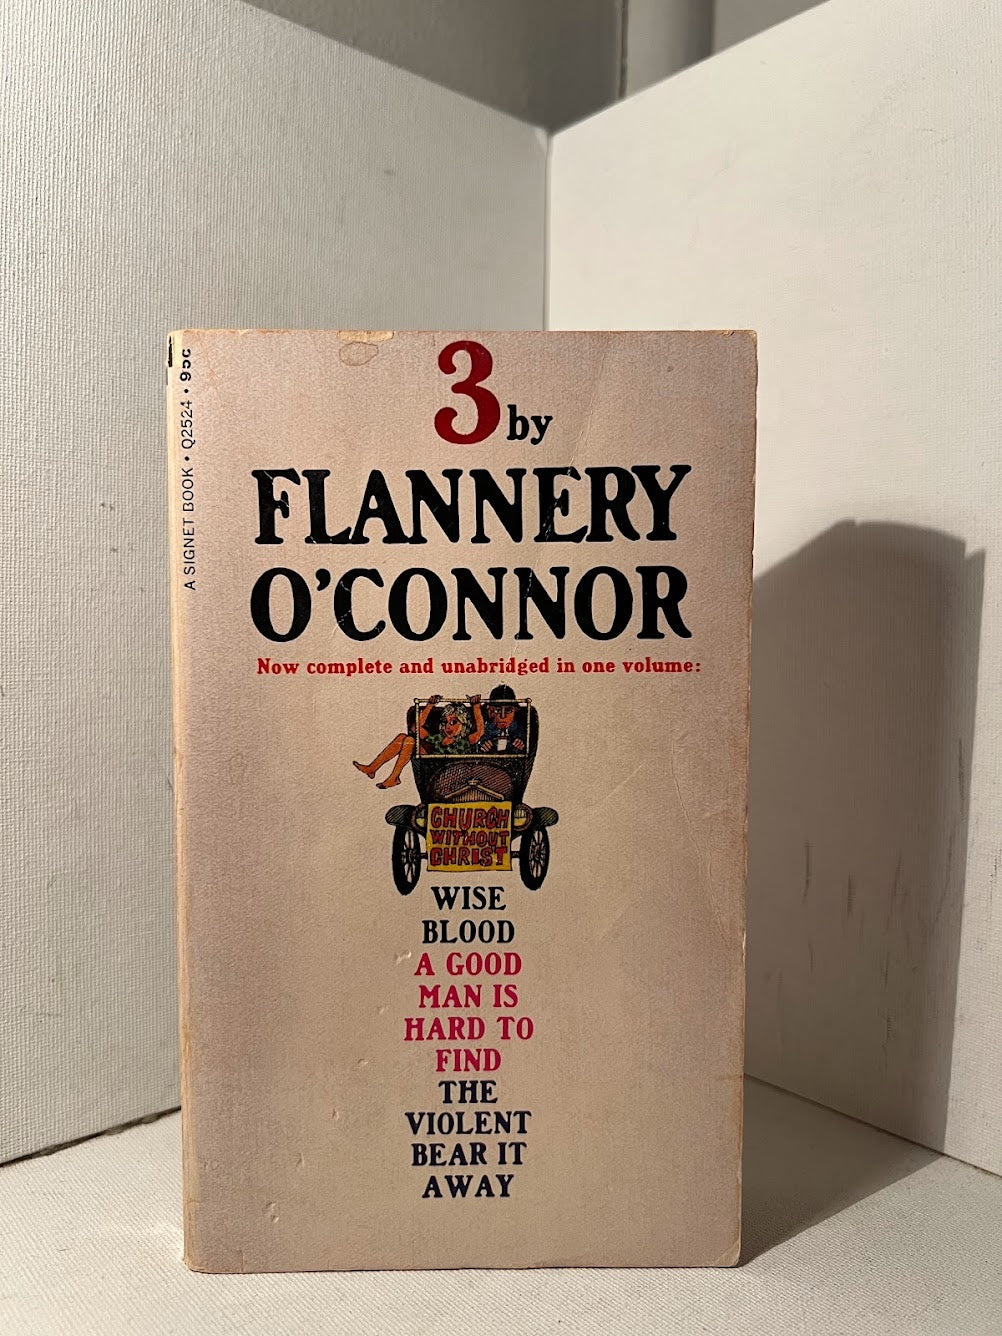 A SIGNET BOOK • Q2524 • 95c
3 by
FLANNERY
O'CONNOR
Now complete and unabridged in one volume:
CHURCH
WITHOUT
CHRIST
WISE
BLOOD
A GOOD
MAN IS
HARD TO
FIND
THE
VIOLENT
BEAR IT
AWAY